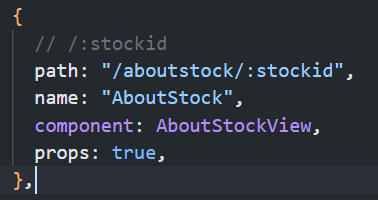 {
// /:stockid
path: "/aboutstock/:stockid",
name: "AboutStock",
component: AboutStockView,
props: true,
},